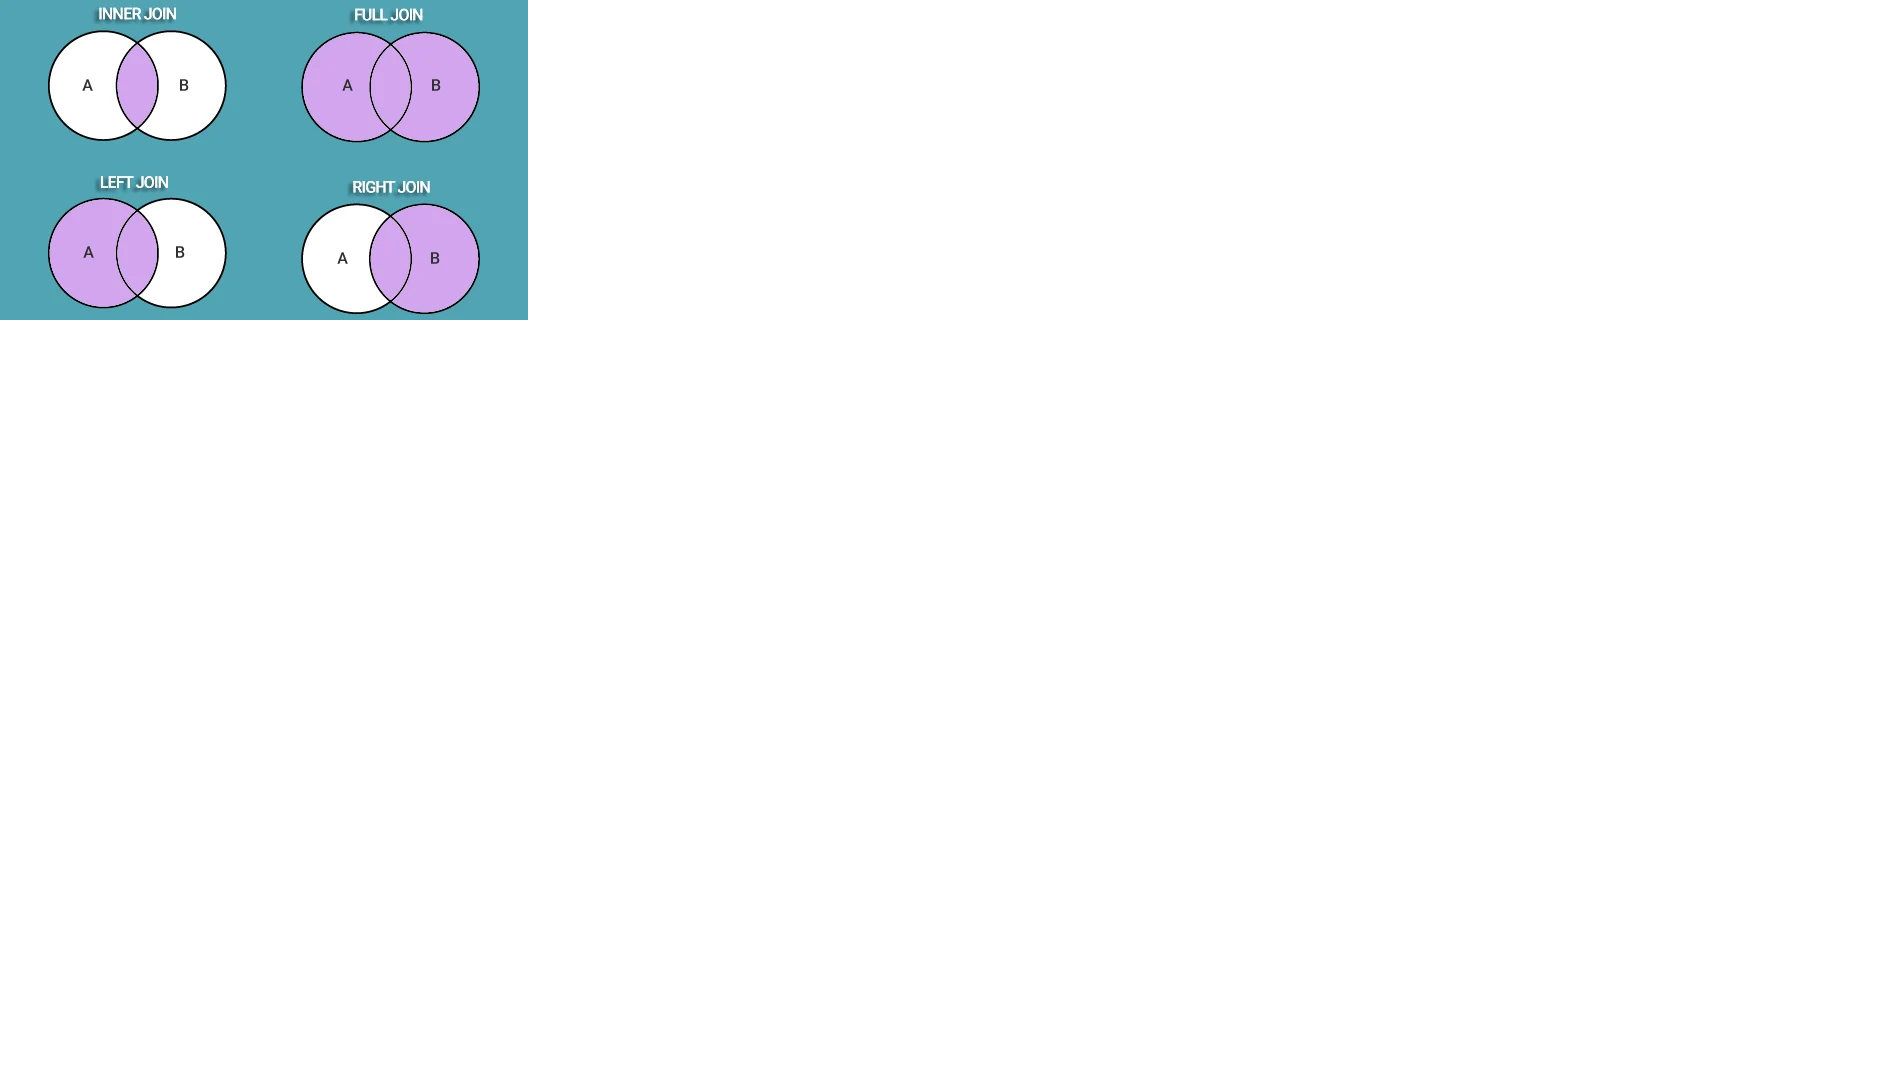 INNER JOIN
A B
FULL JOIN
A B
LEFT JOIN
A B
RIGHT JOIN
A B